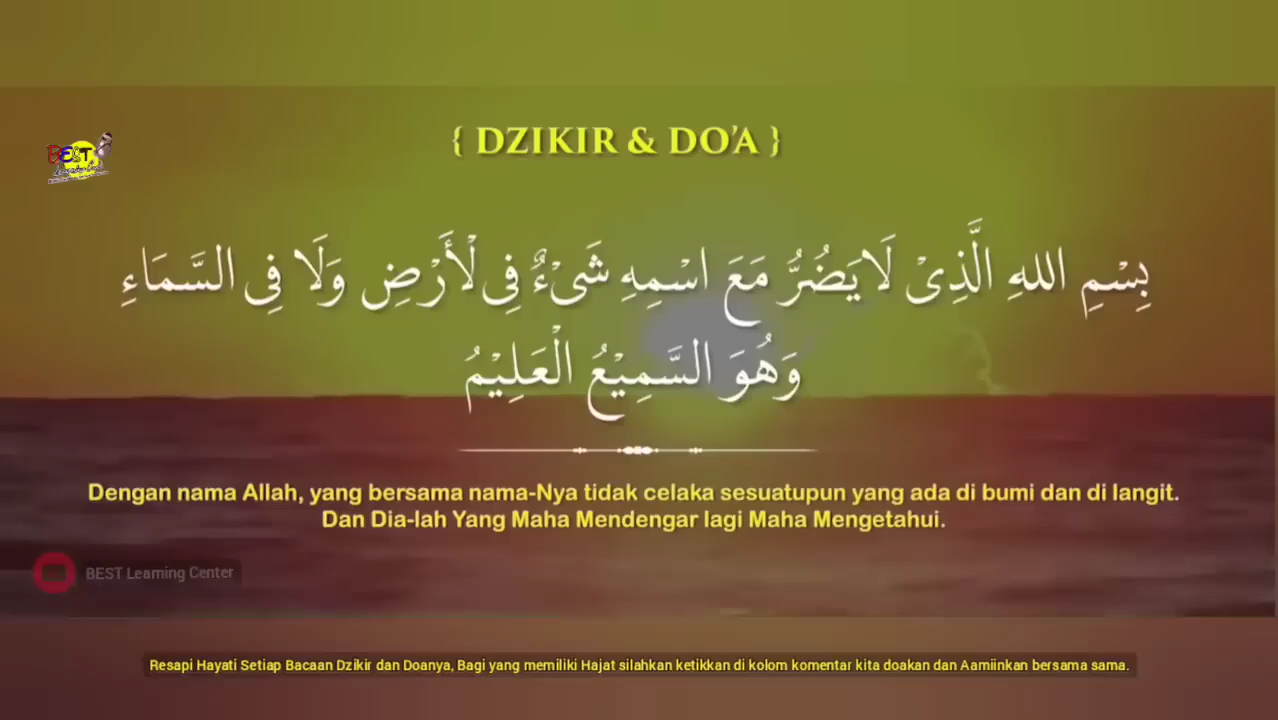 { DZIKIR & DO'A }
BEST
بِسْمِ اللهِ الَّذِىْ لَا يَضُرُّ مَعَ اسْمِهِ شَىْءٌ فِى لْأَرْضِ وَلَا فِى السَّمَاءِ
وَهُوَ السَّمِيْعُ الْعَلِيْمُ
Dengan nama Allah, yang bersama nama-Nya tidak celaka sesuatupun yang ada di bumi dan di langit.
Dan Dia-lah Yang Maha Mendengar lagi Maha Mengetahui.
BEST Learning Center
Resapi Hayati Setiap Bacaan Dzikir dan Doanya, Bagi yang memiliki Hajat silahkan ketikkan di kolom komentar kita doakan dan Aamiinkan bersama sama.